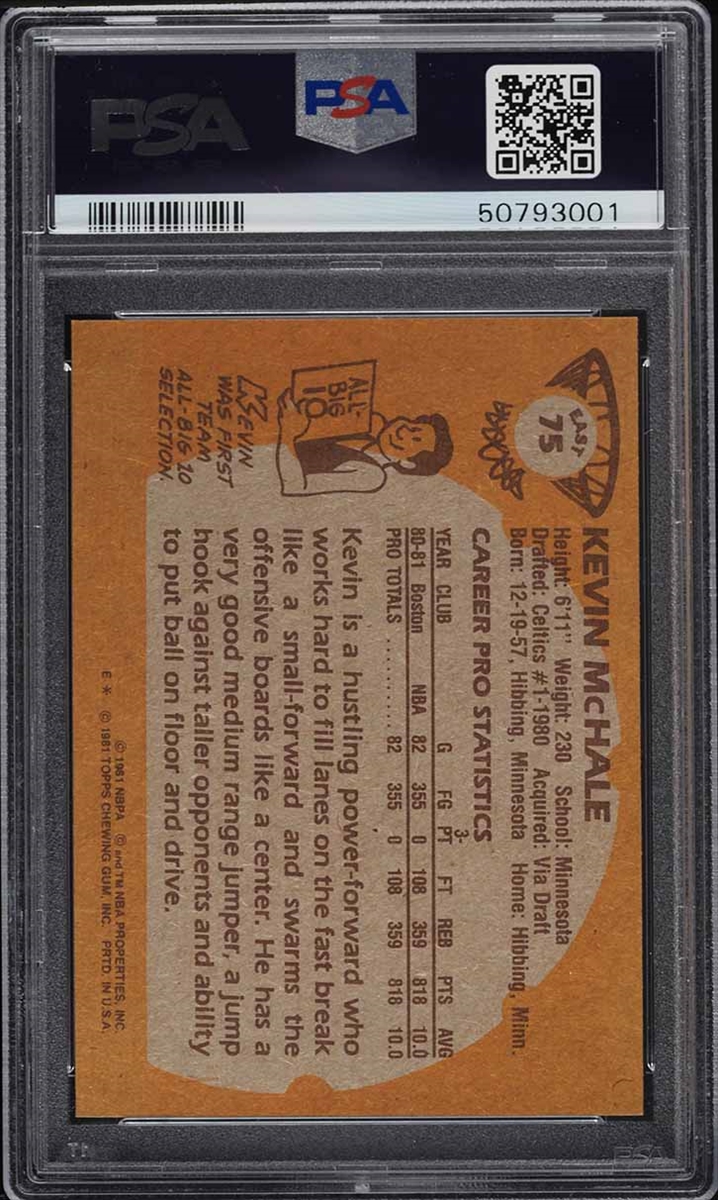 PSA
PSA
50793001
EAST
75
KEVIN McHALE
Height: 6'11" Weight: 230 School: Minnesota
Drafted: Celtics #1-1980 Acquired: Via Draft
Born: 12-19-57, Hibbing, Minnesota Home: Hibbing, Minn.
CAREER PRO STATISTICS
YEAR CLUB G FG 3-PT FT REB PTS AVG
80-81 Boston NBA 82 355 0 108 359 818 10.0
PRO TOTALS .......... 82 355 0 108 359 818 10.0
Kevin is a hustling power-forward who
works hard to fill lanes on the fast break
like a small-forward and swarms the
offensive boards like a center. He has a
very good medium range jumper, a jump
hook against taller opponents and ability
to put ball on floor and drive.
ALL-
BIG
10
KEVIN
WAS FIRST
TEAM
ALL-BIG 10
SELECTION.
© 1981 NBPA © and TM NBA PROPERTIES, INC.
E * © 1981 TOPPS CHEWING GUM, INC. PRTD. IN U.S.A.
PSA